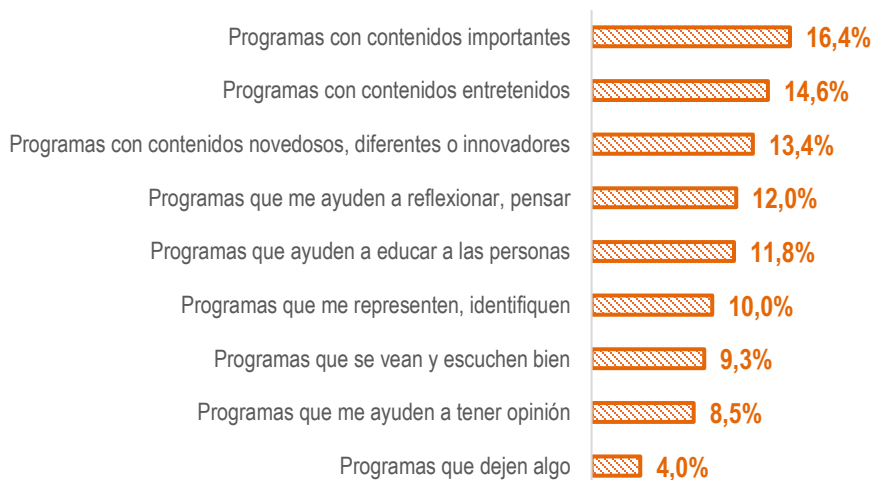 Programas con contenidos importantes 16,4%
Programas con contenidos entretenidos 14,6%
Programas con contenidos novedosos, diferentes o innovadores 13,4%
Programas que me ayuden a reflexionar, pensar 12,0%
Programas que ayuden a educar a las personas 11,8%
Programas que me representen, identifiquen 10,0%
Programas que se vean y escuchen bien 9,3%
Programas que me ayuden a tener opinión 8,5%
Programas que dejen algo 4,0%